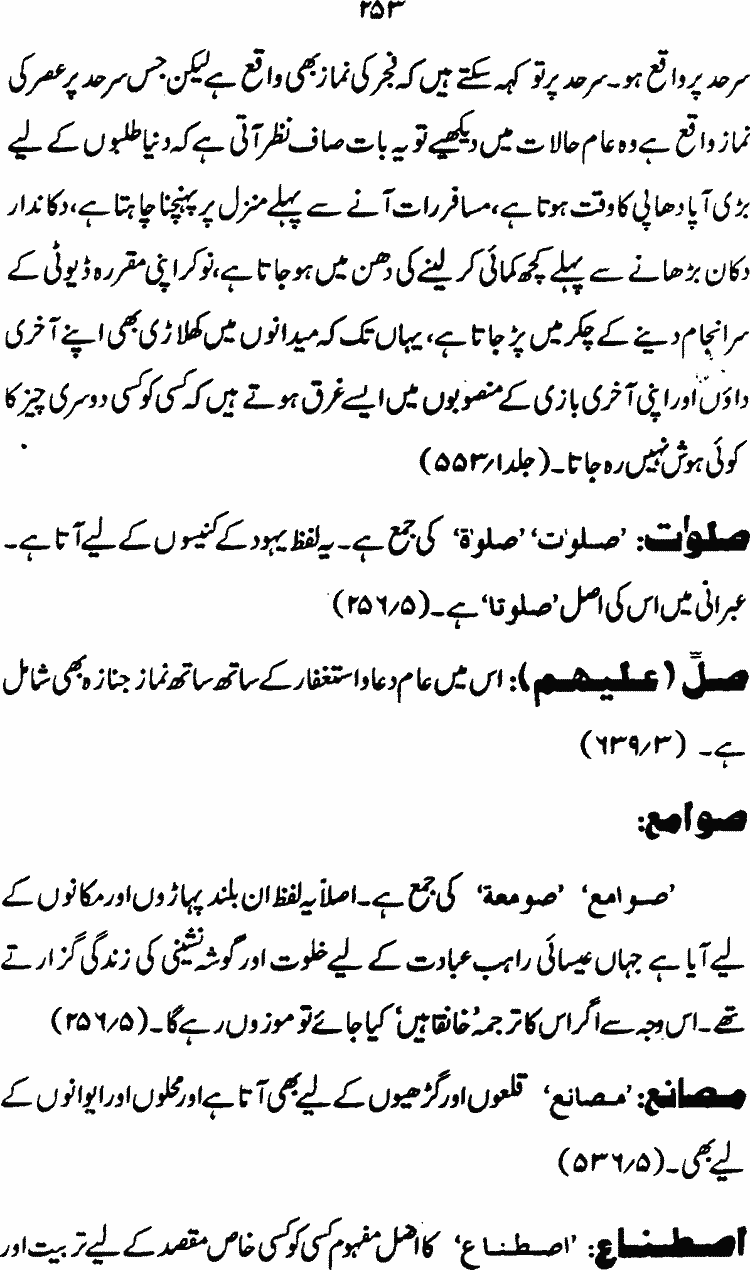 ۲۵۳
سرحد پر واقع ہو۔ سرحد پر تو کہہ سکتے ہیں کہ فجر کی نماز بھی واقع ہے لیکن جس سرحد پر عصر کی
نماز واقع ہے وہ عام حالات میں دیکھیے تو یہ بات صاف نظر آتی ہے کہ دنیا طلبوں کے لیے
بڑی آپا دھاپی کا وقت ہوتا ہے، مسافر رات آنے سے پہلے منزل پر پہنچنا چاہتا ہے، دکاندار
دکان بڑھانے سے پہلے کچھ کمائی کر لینے کی دھن میں ہو جاتا ہے، نوکر اپنی مقررہ ڈیوٹی کے
سرانجام دینے کے چکر میں پڑ جاتا ہے، یہاں تک کہ میدانوں میں کھلاڑی بھی اپنے آخری
داؤں اور اپنی آخری بازی کے منصوبوں میں ایسے غرق ہوتے ہیں کہ کسی کو کسی دوسری چیز کا
کوئی ہوش نہیں رہ جاتا۔ (جلد ۱/۵۵۳)
صلوٰت: ’صلوٰت‘ ’صلوٰۃ‘ کی جمع ہے۔ یہ لفظ یہود کے کنیسوں کے لیے آتا ہے۔
عبرانی میں اس کی اصل ’صلوتا‘ ہے۔ (۵/۲۵۶)
صلِّ (علیھم): اس میں عام دعا و استغفار کے ساتھ ساتھ نماز جنازہ بھی شامل
ہے۔ (۳/۶۳۹)
صوامع:
’صوامع‘ ’صومعۃ‘ کی جمع ہے۔ اصلاً یہ لفظ ان بلند پہاڑوں اور مکانوں کے
لیے آیا ہے جہاں عیسائی راہب عبادت کے لیے خلوت اور گوشہ نشینی کی زندگی گزارتے
تھے۔ اس وجہ سے اگر اس کا ترجمہ ’خانقاہیں‘ کیا جائے تو موزوں رہے گا۔ (۵/۲۵۶)
مصانع: ’مصانع‘ قلعوں اور گڑھیوں کے لیے بھی آتا ہے اور محلوں اور ایوانوں کے
لیے بھی۔ (۵/۵۳۶)
اصطناع: ’اصطناع‘ کا اصل مفہوم کسی کو کسی خاص مقصد کے لیے تربیت اور